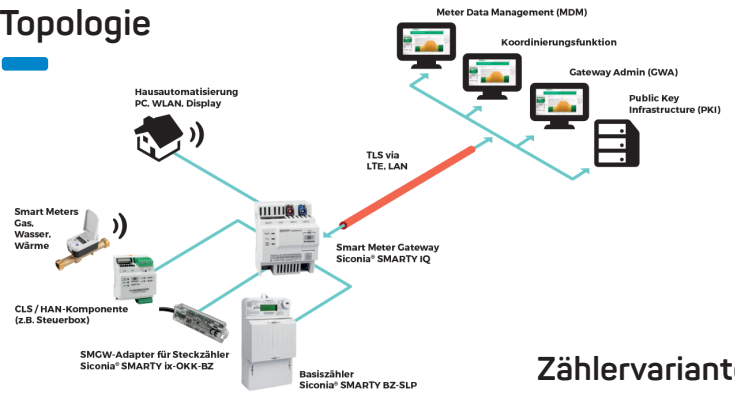 Topologie
Meter Data Management (MDM)
Koordinierungsfunktion
Gateway Admin (GWA)
Public Key
Infrastructure (PKI)
Hausautomatisierung
PC, WLAN, Display
TLS via
LTE, LAN
Smart Meters
Gas,
Wasser,
Wärme
Smart Meter Gateway
Siconia® SMARTY IQ
CLS / HAN-Komponente
(z.B. Steuerbox)
SMGW-Adapter für Steckzähler
Siconia® SMARTY ix-OKK-BZ
Basiszähler
Siconia® SMARTY BZ-SLP
Zählervariant